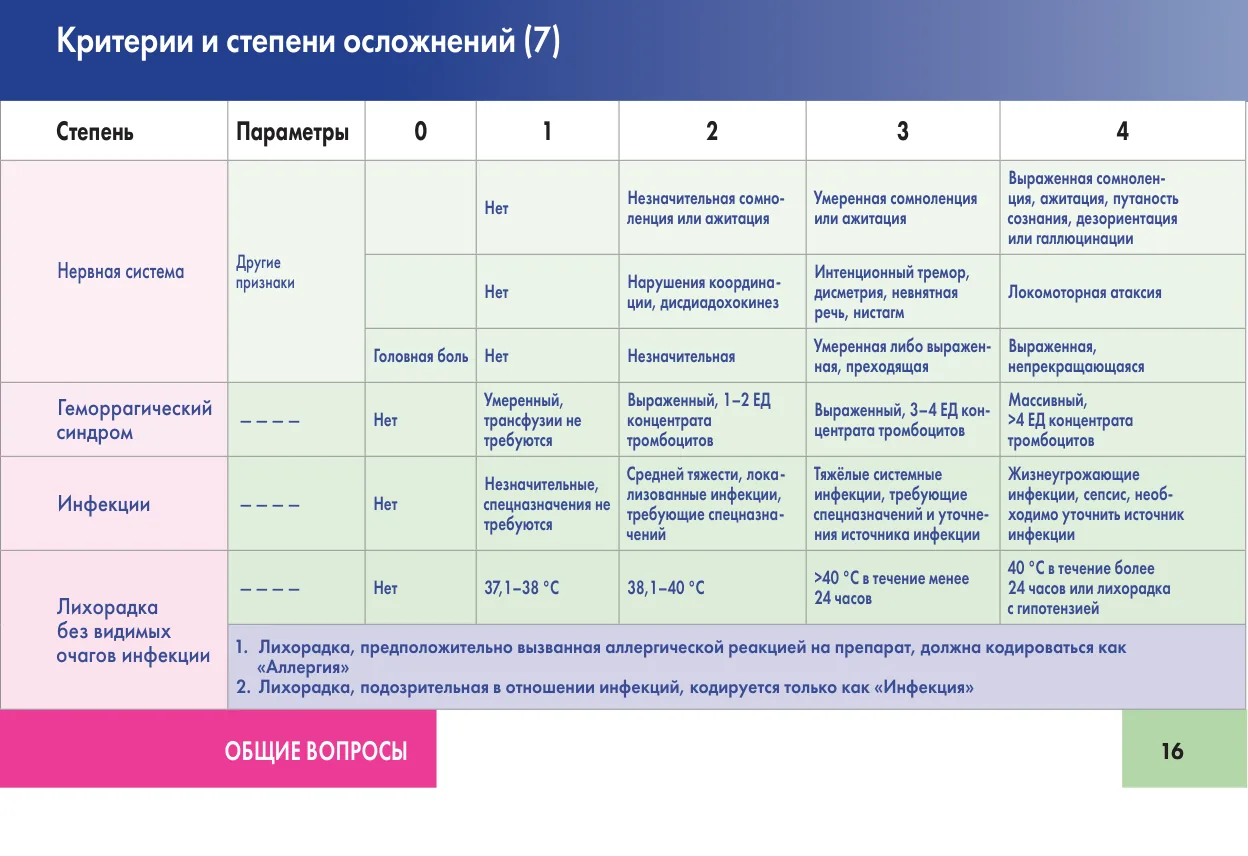 Критерии и степени осложнений (7)
Степень
Параметры
0
1
2
3
4
Нервная система
Другие
признаки
Нет
Незначительная сомно-
ленция или ажитация
Умеренная сомноленция
или ажитация
Выраженная сомнолен-
ция, ажитация, путаность
сознания, дезориентация
или галлюцинации
Нет
Нарушения координа-
ции, дисдиадохокинез
Интенционный тремор,
дисметрия, невнятная
речь, нистагм
Локомоторная атаксия
Головная боль
Нет
Незначительная
Умеренная либо выражен-
ная, преходящая
Выраженная,
непрекращающаяся
Геморрагический
синдром
– – – –
Нет
Умеренный,
трансфузии не
требуются
Выраженный, 1–2 ЕД
концентрата
тромбоцитов
Выраженный, 3–4 ЕД кон-
центрата тромбоцитов
Массивный,
>4 ЕД концентрата
тромбоцитов
Инфекции
– – – –
Нет
Незначительные,
спецназначения не
требуются
Средней тяжести, лока-
лизованные инфекции,
требующие спецназна-
чений
Тяжёлые системные
инфекции, требующие
спецназначений и уточне-
ния источника инфекции
Жизнеугрожающие
инфекции, сепсис, необ-
ходимо уточнить источник
инфекции
Лихорадка
без видимых
очагов инфекции
– – – –
Нет
37,1–38 °С
38,1–40 °С
>40 °С в течение менее
24 часов
40 °С в течение более
24 часов или лихорадка
с гипотензией
1. Лихорадка, предположительно вызванная аллергической реакцией на препарат, должна кодироваться как
«Аллергия»
2. Лихорадка, подозрительная в отношении инфекций, кодируется только как «Инфекция»
ОБЩИЕ ВОПРОСЫ
16